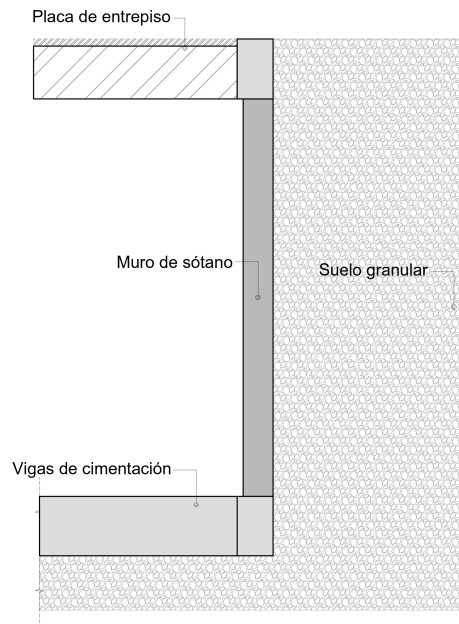 Placa de entrepiso
Muro de sótano
Suelo granular
Vigas de cimentación